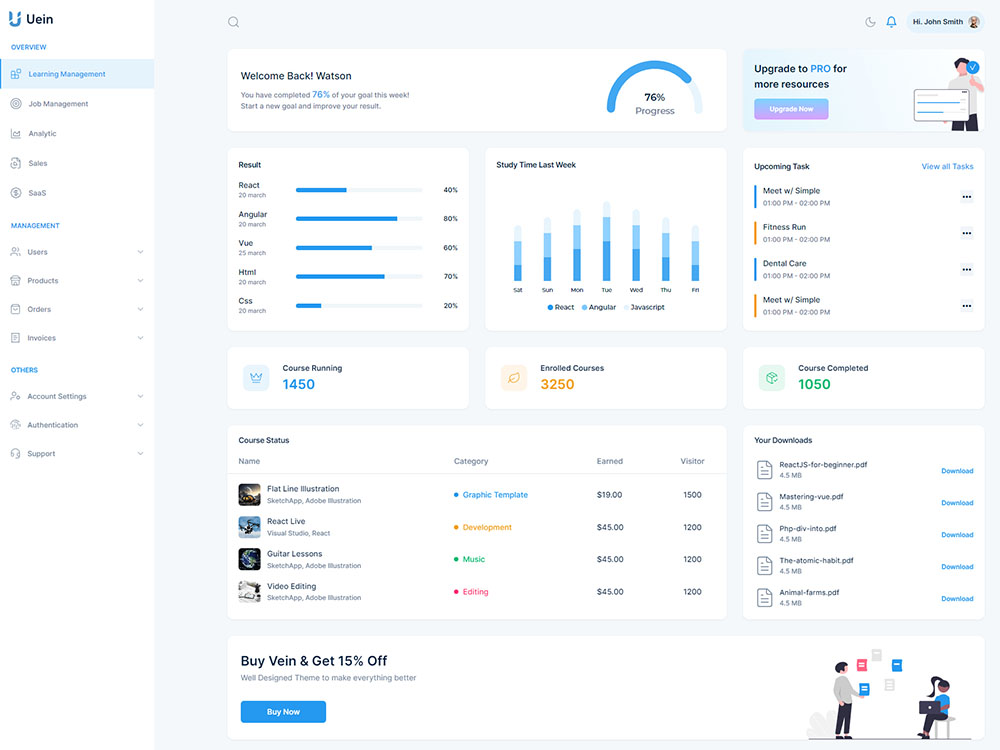 Uein
OVERVIEW
Learning Management
Job Management
Analytic
Sales
SaaS
MANAGEMENT
Users
Products
Orders
Invoices
OTHERS
Account Settings
Authentication
Support
Hi. John Smith
Welcome Back! Watson
You have completed 76% of your goal this week!
Start a new goal and improve your result.
76%
Progress
Upgrade to PRO for
more resources
Upgrade Now
Result
React
20 march
40%
Angular
20 march
80%
Vue
25 march
60%
Html
20 march
70%
Css
20 march
20%
Study Time Last Week
Sat Sun Mon Tue Wed Thu Fri
React Angular Javascript
Upcoming Task
View all Tasks
Meet w/ Simple
01:00 PM - 02:00 PM
Fitness Run
01:00 PM - 02:00 PM
Dental Care
01:00 PM - 02:00 PM
Meet w/ Simple
01:00 PM - 02:00 PM
Course Running
1450
Enrolled Courses
3250
Course Completed
1050
Course Status
Name Category Earned Visitor
Flat Line Illustration
SketchApp, Adobe Illustration
Graphic Template $19.00 1500
React Live
Visual Studio, React
Development $45.00 1200
Guitar Lessons
SketchApp, Adobe Illustration
Music $45.00 1200
Video Editing
SketchApp, Adobe Illustration
Editing $45.00 1200
Your Downloads
ReactJS-for-beginner.pdf
4.5 MB
Download
Mastering-vue.pdf
4.5 MB
Download
Php-div-into.pdf
4.5 MB
Download
The-atomic-habit.pdf
4.5 MB
Download
Animal-farms.pdf
4.5 MB
Download
Buy Vein & Get 15% Off
Well Designed Theme to make everything better
Buy Now